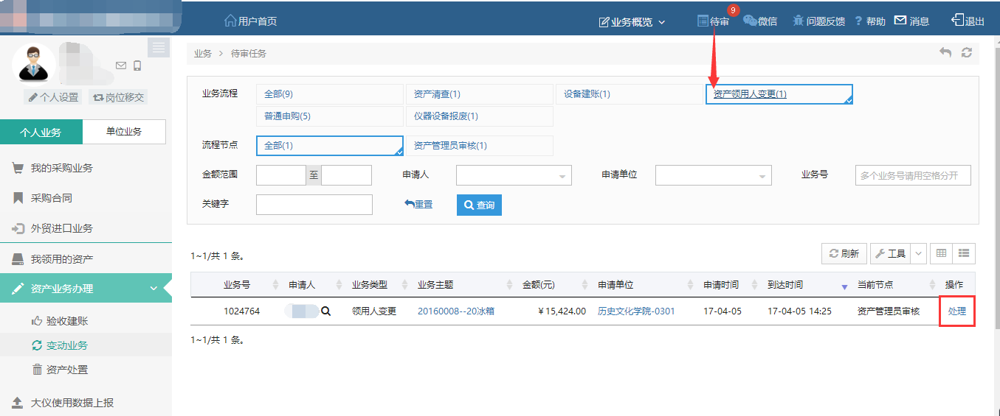 用户首页 业务概览 待审 9 微信 问题反馈 ? 帮助 消息 退出
个人设置 岗位移交
个人业务 单位业务
我的采购业务
采购合同
外贸进口业务
我领用的资产
资产业务办理
验收建账
变动业务
资产处置
大仪使用数据上报
业务 > 待审任务
业务流程 全部(9) 资产清查(1) 设备建账(1) 资产领用人变更(1)
普通申购(5) 仪器设备报废(1)
流程节点 全部(1) 资产管理员审核(1)
金额范围 至 申请人 申请单位 业务号 多个业务号请用空格分开
关键字 重置 查询
1~1/共 1 条。 刷新 工具
业务号 申请人 业务类型 业务主题 金额(元) 申请单位 申请时间 到达时间 当前节点 操作
1024764 领用人变更 20160008--20冰箱 ￥15,424.00 历史文化学院-0301 17-04-05 17-04-05 14:25 资产管理员审核 处理
1~1/共 1 条。